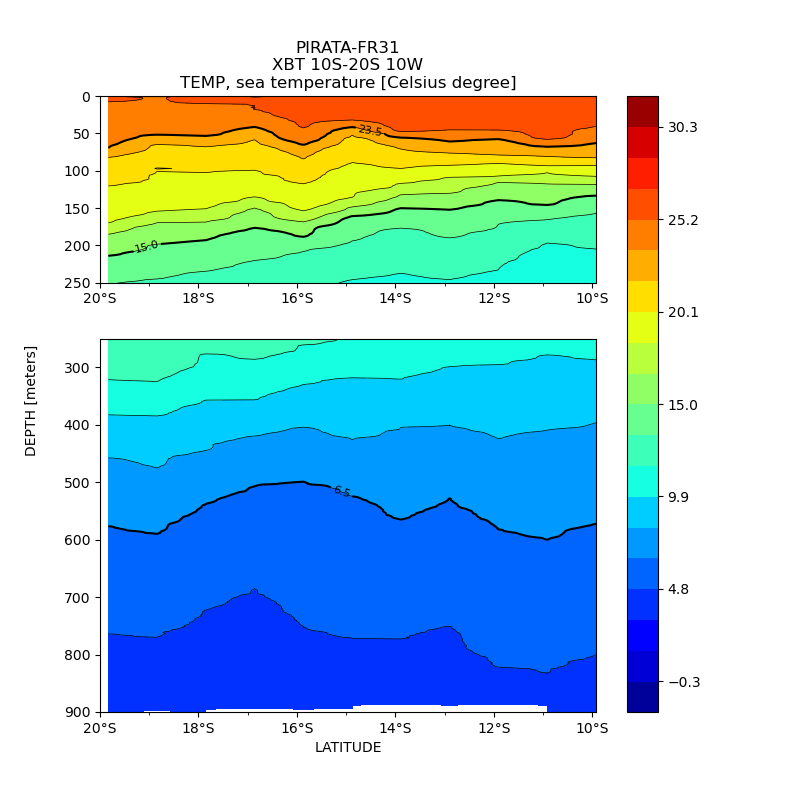 PIRATA-FR31
XBT 10S-20S 10W
TEMP, sea temperature [Celsius degree]
0
50
100
150
200
250
23.5
15.0
20°S
18°S
16°S
14°S
12°S
10°S
DEPTH [meters]
300
400
500
600
700
800
900
6.5
20°S
18°S
16°S
14°S
12°S
10°S
LATITUDE
30.3
25.2
20.1
15.0
9.9
4.8
−0.3